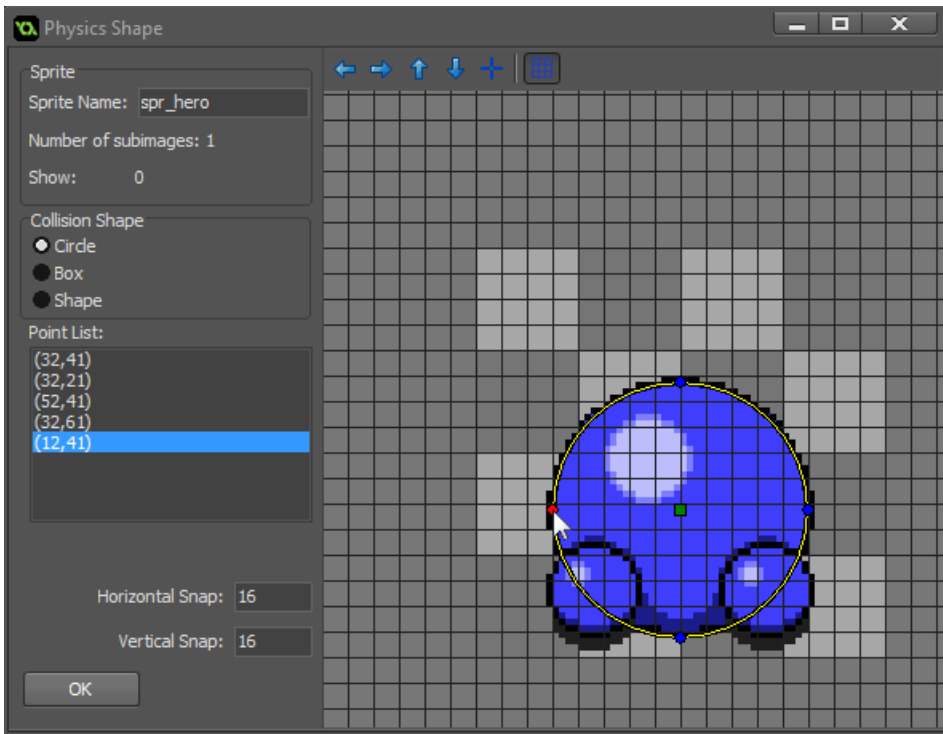 Physics Shape
Sprite
Sprite Name: spr_hero
Number of subimages: 1
Show: 0
Collision Shape
Circle
Box
Shape
Point List:
(32,41)
(32,21)
(52,41)
(32,61)
(12,41)
Horizontal Snap: 16
Vertical Snap: 16
OK